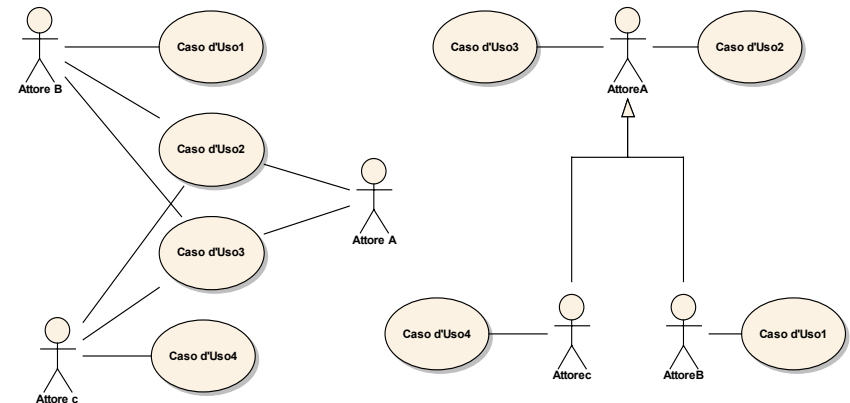 Caso d'Uso1
Attore B
Caso d'Uso2
Caso d'Uso3
Attore A
Caso d'Uso4
Attore c
Caso d'Uso3
AttoreA
Caso d'Uso2
Caso d'Uso4
Attorec
AttoreB
Caso d'Uso1